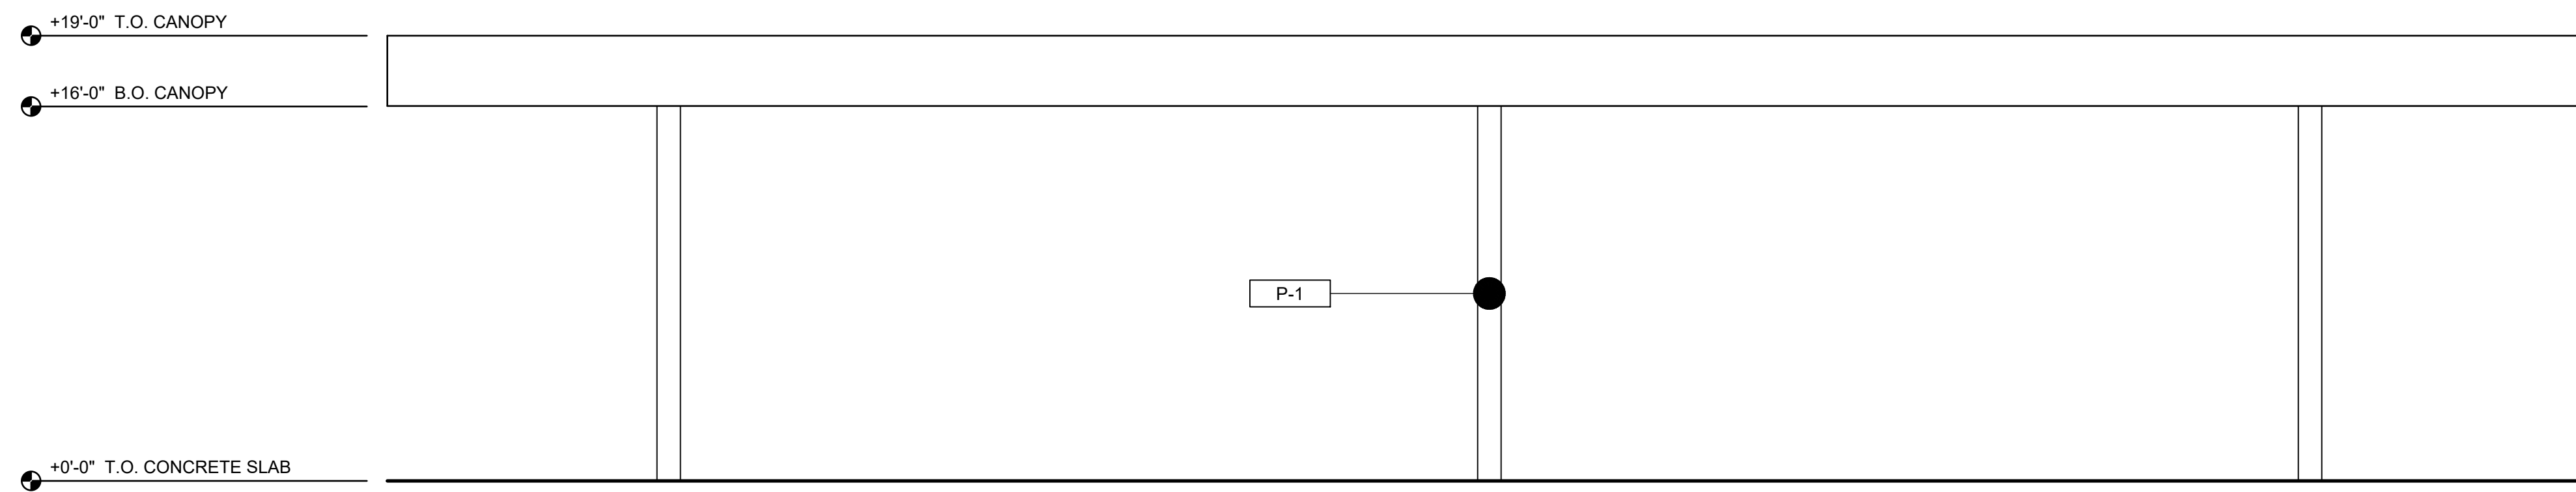 +19'-0" T.O. CANOPY
+16'-0" B.O. CANOPY
P-1
+0'-0" T.O. CONCRETE SLAB